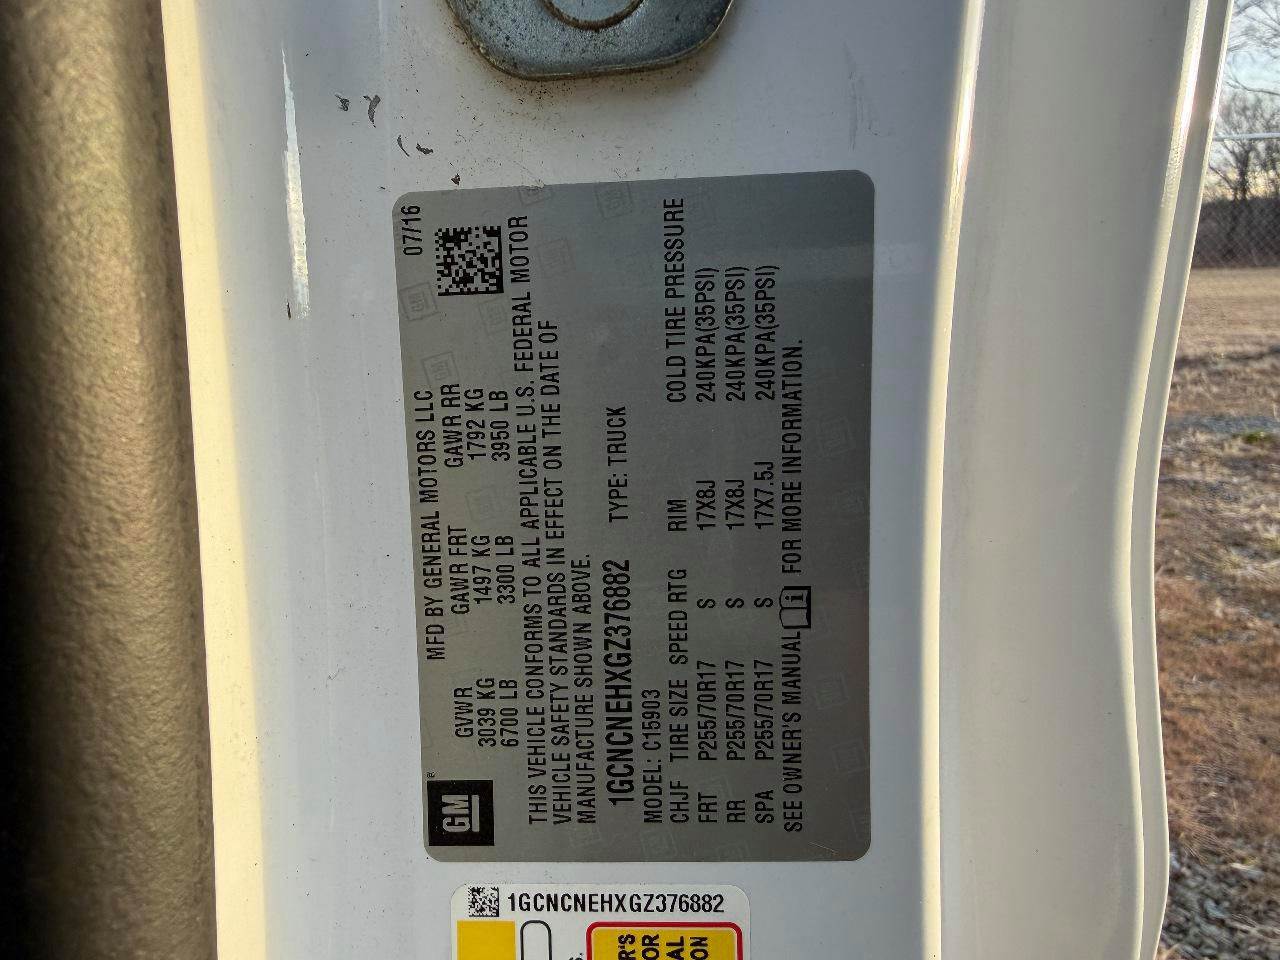 07/16
MFD BY GENERAL MOTORS LLC
GVWR GAWR FRT GAWR RR
3039 KG 1497 KG 1792 KG
6700 LB 3300 LB 3950 LB
GM
THIS VEHICLE CONFORMS TO ALL APPLICABLE U.S. FEDERAL MOTOR
VEHICLE SAFETY STANDARDS IN EFFECT ON THE DATE OF
MANUFACTURE SHOWN ABOVE.
1GCNCNEHXGZ376882 TYPE: TRUCK
MODEL: C15903
CHJF TIRE SIZE SPEED RTG RIM COLD TIRE PRESSURE
FRT P255/70R17 S 17X8J 240KPA(35PSI)
RR P255/70R17 S 17X8J 240KPA(35PSI)
SPA P255/70R17 S 17X7.5J 240KPA(35PSI)
SEE OWNER'S MANUAL FOR MORE INFORMATION.
1GCNCNEHXGZ376882